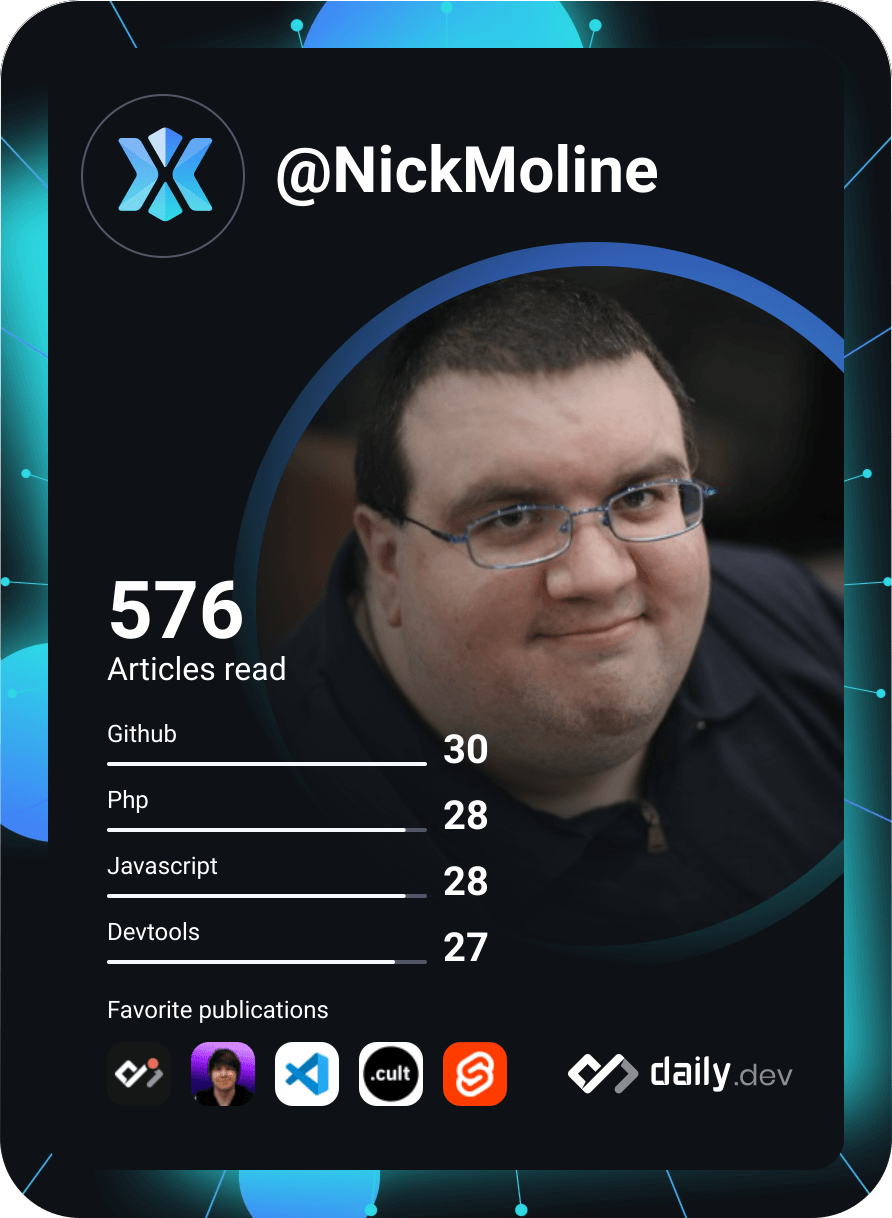 @NickMoline
576
Articles read
Github
30
Php
28
Javascript
28
Devtools
27
Favorite publications
.cult
daily.dev